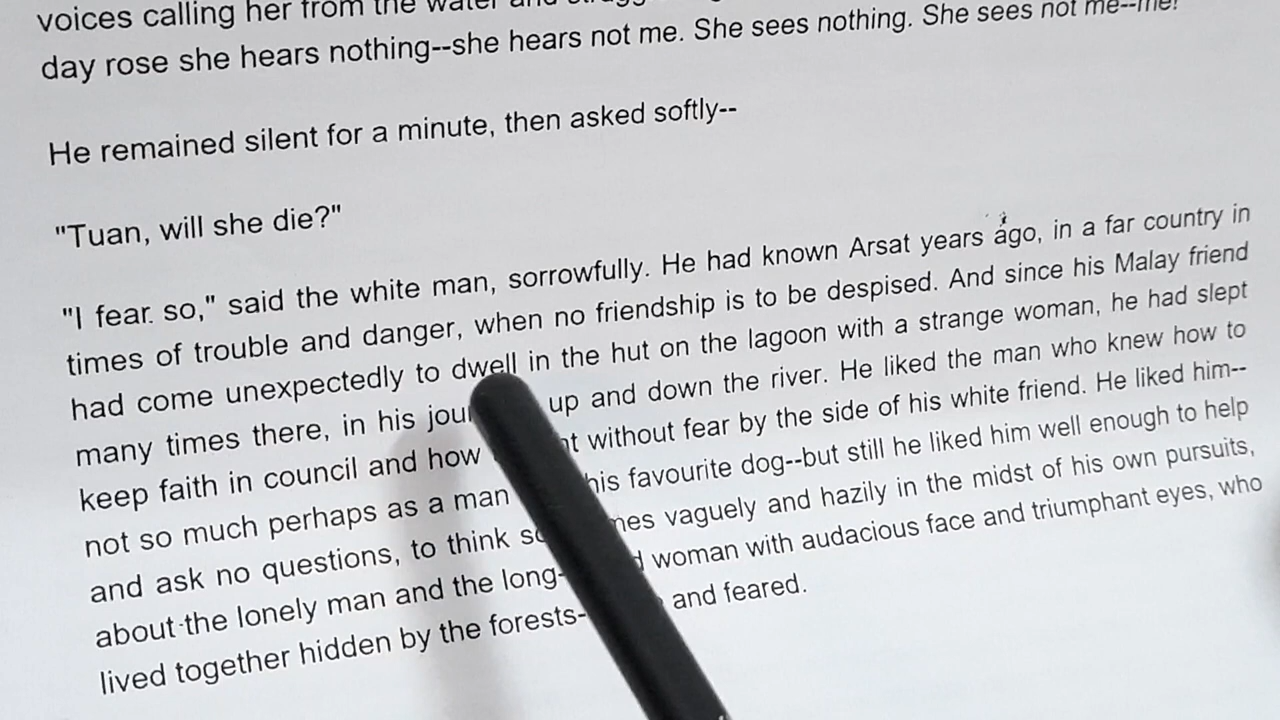 voices calling her from the water and
day rose she hears nothing--she hears not me. She sees nothing. She sees not me--me!
He remained silent for a minute, then asked softly--
"Tuan, will she die?"
"I fear so," said the white man, sorrowfully. He had known Arsat years ago, in a far country in
times of trouble and danger, when no friendship is to be despised. And since his Malay friend
had come unexpectedly to dwell in the hut on the lagoon with a strange woman, he had slept
many times there, in his up and down the river. He liked the man who knew how to
keep faith in council and how without fear by the side of his white friend. He liked him--
not so much perhaps as a man his favourite dog--but still he liked him well enough to help
and ask no questions, to think vaguely and hazily in the midst of his own pursuits,
about the lonely man and the long- woman with audacious face and triumphant eyes, who
lived together hidden by the forests- and feared.